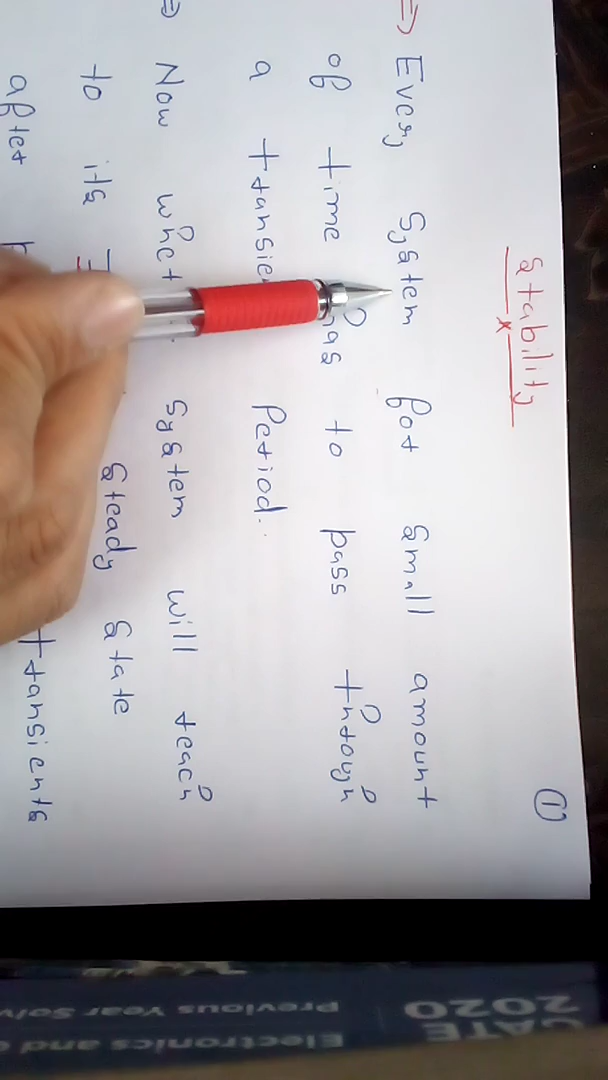 Stability
①
⇒ Every System for small amount
of time has to pass through
a transie Period.
⇒ Now whet System will reach
to its steady state
after transients
GATE
2020
Previous Year Solv
Electronics and